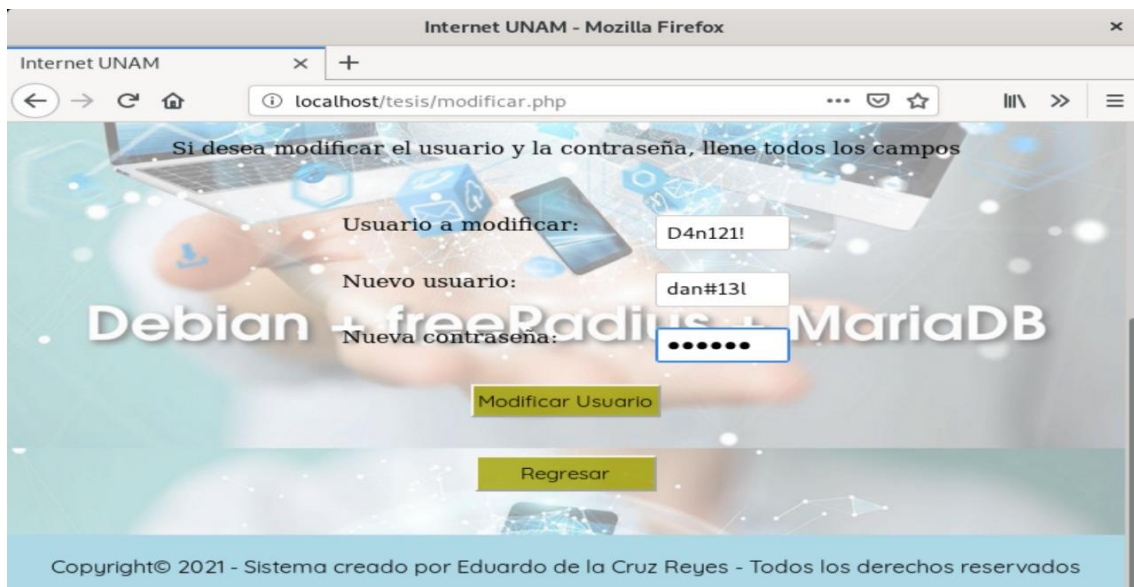 Internet UNAM - Mozilla Firefox
Internet UNAM
localhost/tesis/modificar.php
Si desea modificar el usuario y la contraseña, llene todos los campos
Usuario a modificar: D4n121!
Nuevo usuario: dan#13l
Debian + freeRadius + MariaDB
Nueva contraseña: ●●●●●●
Modificar Usuario
Regresar
Copyright© 2021 - Sistema creado por Eduardo de la Cruz Reyes - Todos los derechos reservados